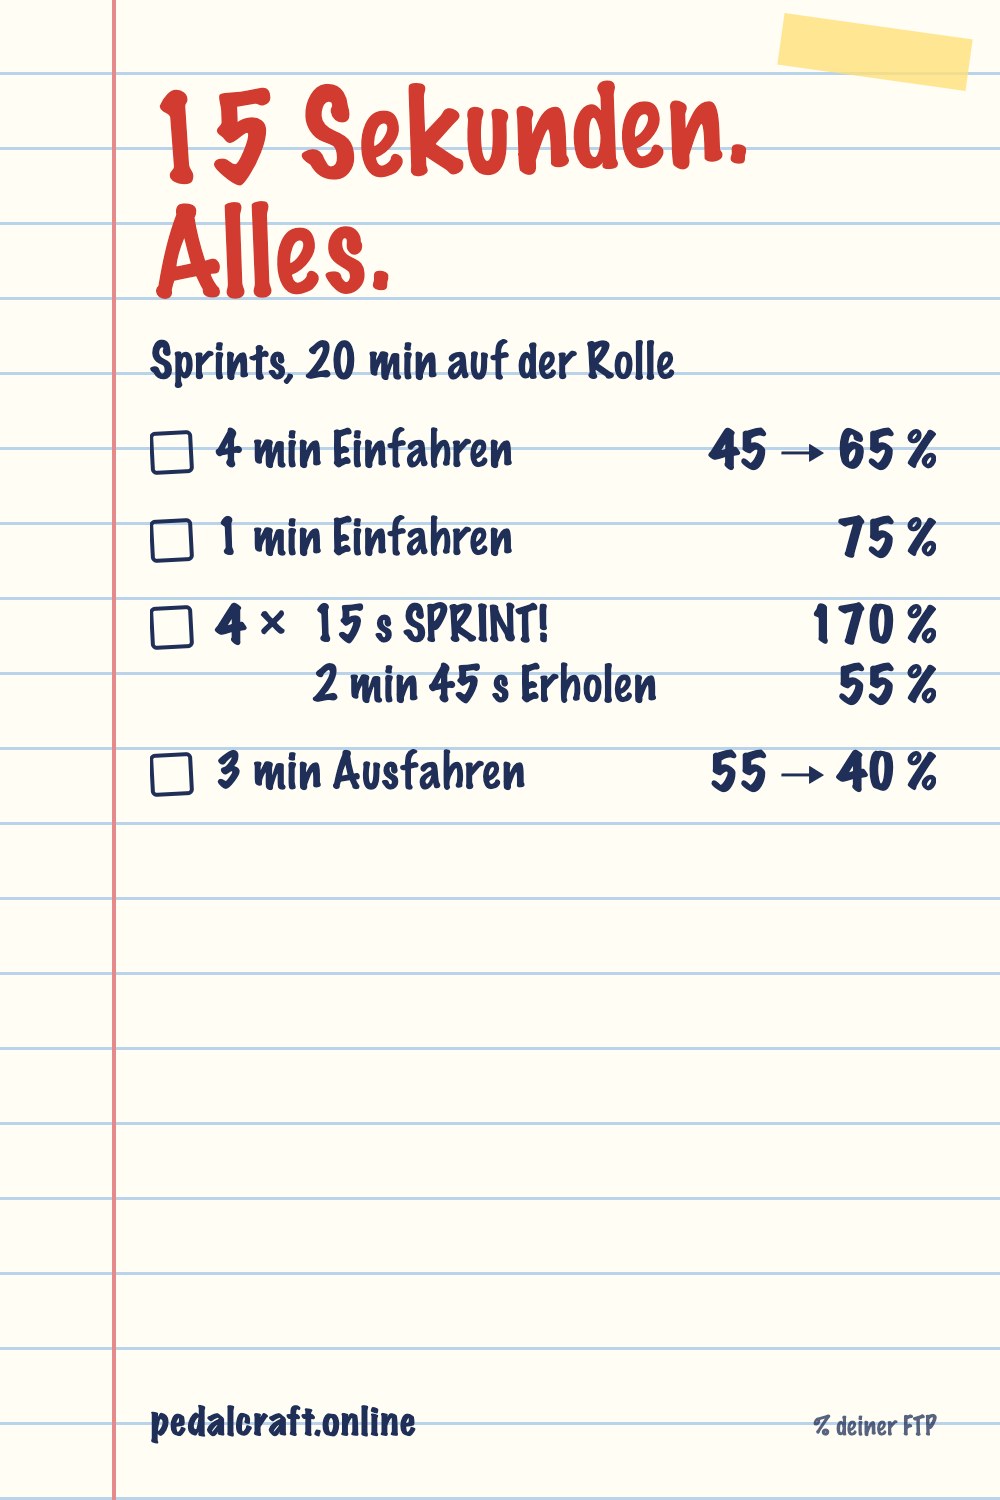 15 Sekunden.
Alles.
Sprints, 20 min auf der Rolle
4 min Einfahren 45 → 65 %
1 min Einfahren 75 %
4 × 15 s SPRINT! 170 %
2 min 45 s Erholen 55 %
3 min Ausfahren 55 → 40 %
pedalcraft.online % deiner FTP